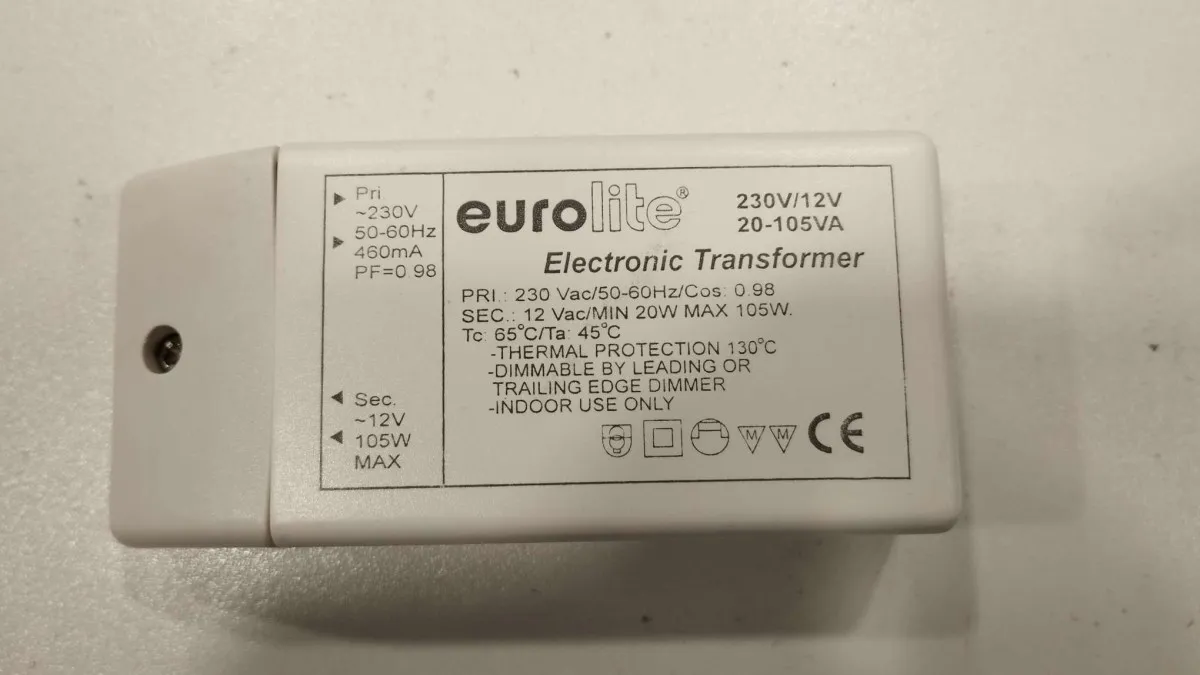 Pri.
~230V
50-60Hz
460mA
PF=0.98
Sec.
~12V
105W
MAX
eurolite®
230V/12V
20-105VA
Electronic Transformer
PRI.: 230 Vac/50-60Hz/Cos: 0.98
SEC.: 12 Vac/MIN 20W MAX 105W.
Tc: 65°C/Ta: 45°C
-THERMAL PROTECTION 130°C
-DIMMABLE BY LEADING OR
TRAILING EDGE DIMMER
-INDOOR USE ONLY
M M CE